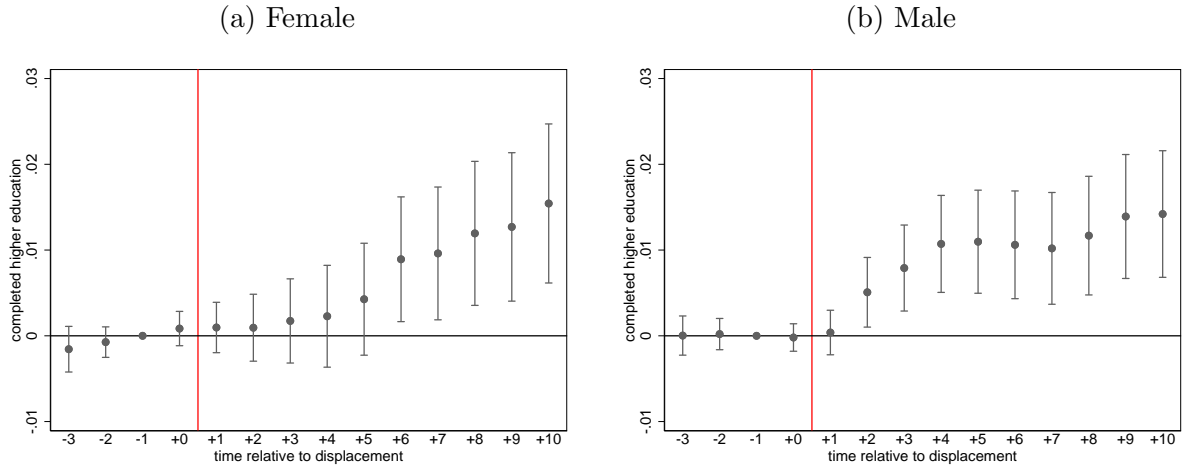 (a) Female
completed higher education
.03
.02
.01
0
-.01
-3 -2 -1 +0 +1 +2 +3 +4 +5 +6 +7 +8 +9 +10
time relative to displacement
(b) Male
completed higher education
.03
.02
.01
0
-.01
-3 -2 -1 +0 +1 +2 +3 +4 +5 +6 +7 +8 +9 +10
time relative to displacement